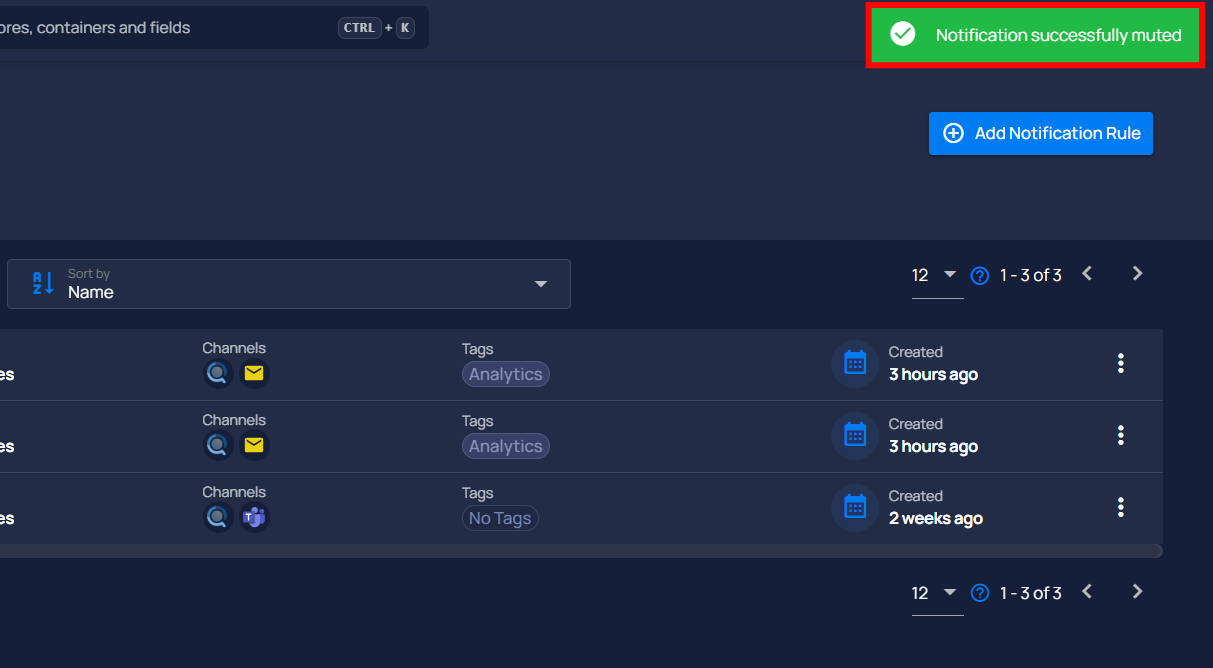 ores, containers and fields CTRL + K
Notification successfully muted
Add Notification Rule
Sort by
Name
12 1 - 3 of 3
Channels Tags Created
es Analytics 3 hours ago
Channels Tags Created
es Analytics 3 hours ago
Channels Tags Created
es No Tags 2 weeks ago
12 1 - 3 of 3